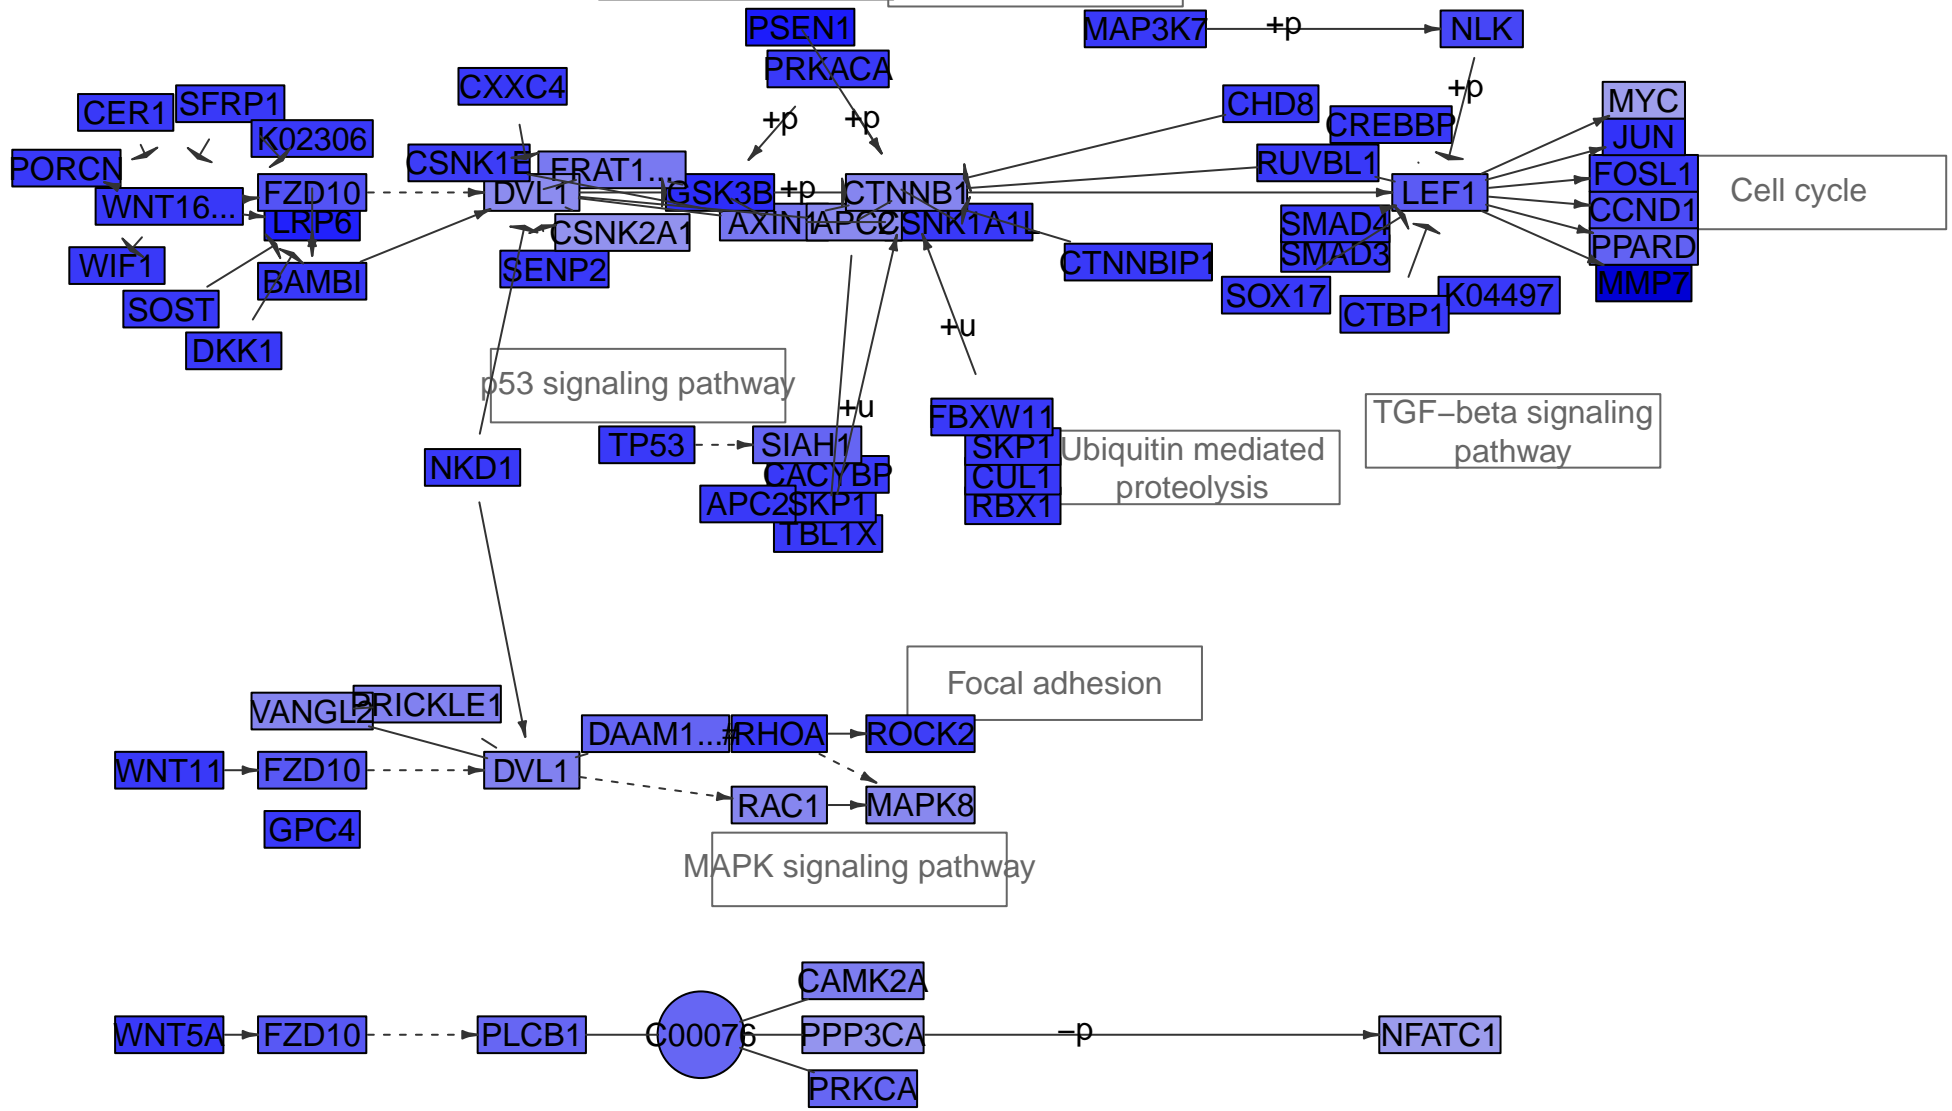 PSEN1
MAP3K7
+p
NLK
PRKACA
CXXC4
CER1
SFRP1
K02306
PORCN
WNT16...
FZD10
LRP6
WIF1
BAMBI
SOST
DKK1
+p
+p
CHD8
CREBBP
+p
RUVBL1
MYC
JUN
FOSL1
CCND1
PPARD
MMP7
Cell cycle
CSNK1E
FRAT1...
DVL1
GSK3B
+p
CTNNB1
LEF1
AXIN1
APC2
CSNK1A1L
CSNK2A1
SENP2
CTNNBIP1
SMAD4
SMAD3
SOX17
CTBP1
K04497
+u
p53 signaling pathway
+u
TP53
SIAH1
CACYBP
APC2
SKP1
TBL1X
FBXW11
SKP1
CUL1
RBX1
Ubiquitin mediated
proteolysis
TGF−beta signaling
pathway
NKD1
Focal adhesion
VANGL2
PRICKLE1
DAAM1...#
RHOA
ROCK2
WNT11
FZD10
DVL1
RAC1
MAPK8
GPC4
MAPK signaling pathway
CAMK2A
WNT5A
FZD10
PLCB1
C00076
PPP3CA
−p
NFATC1
PRKCA